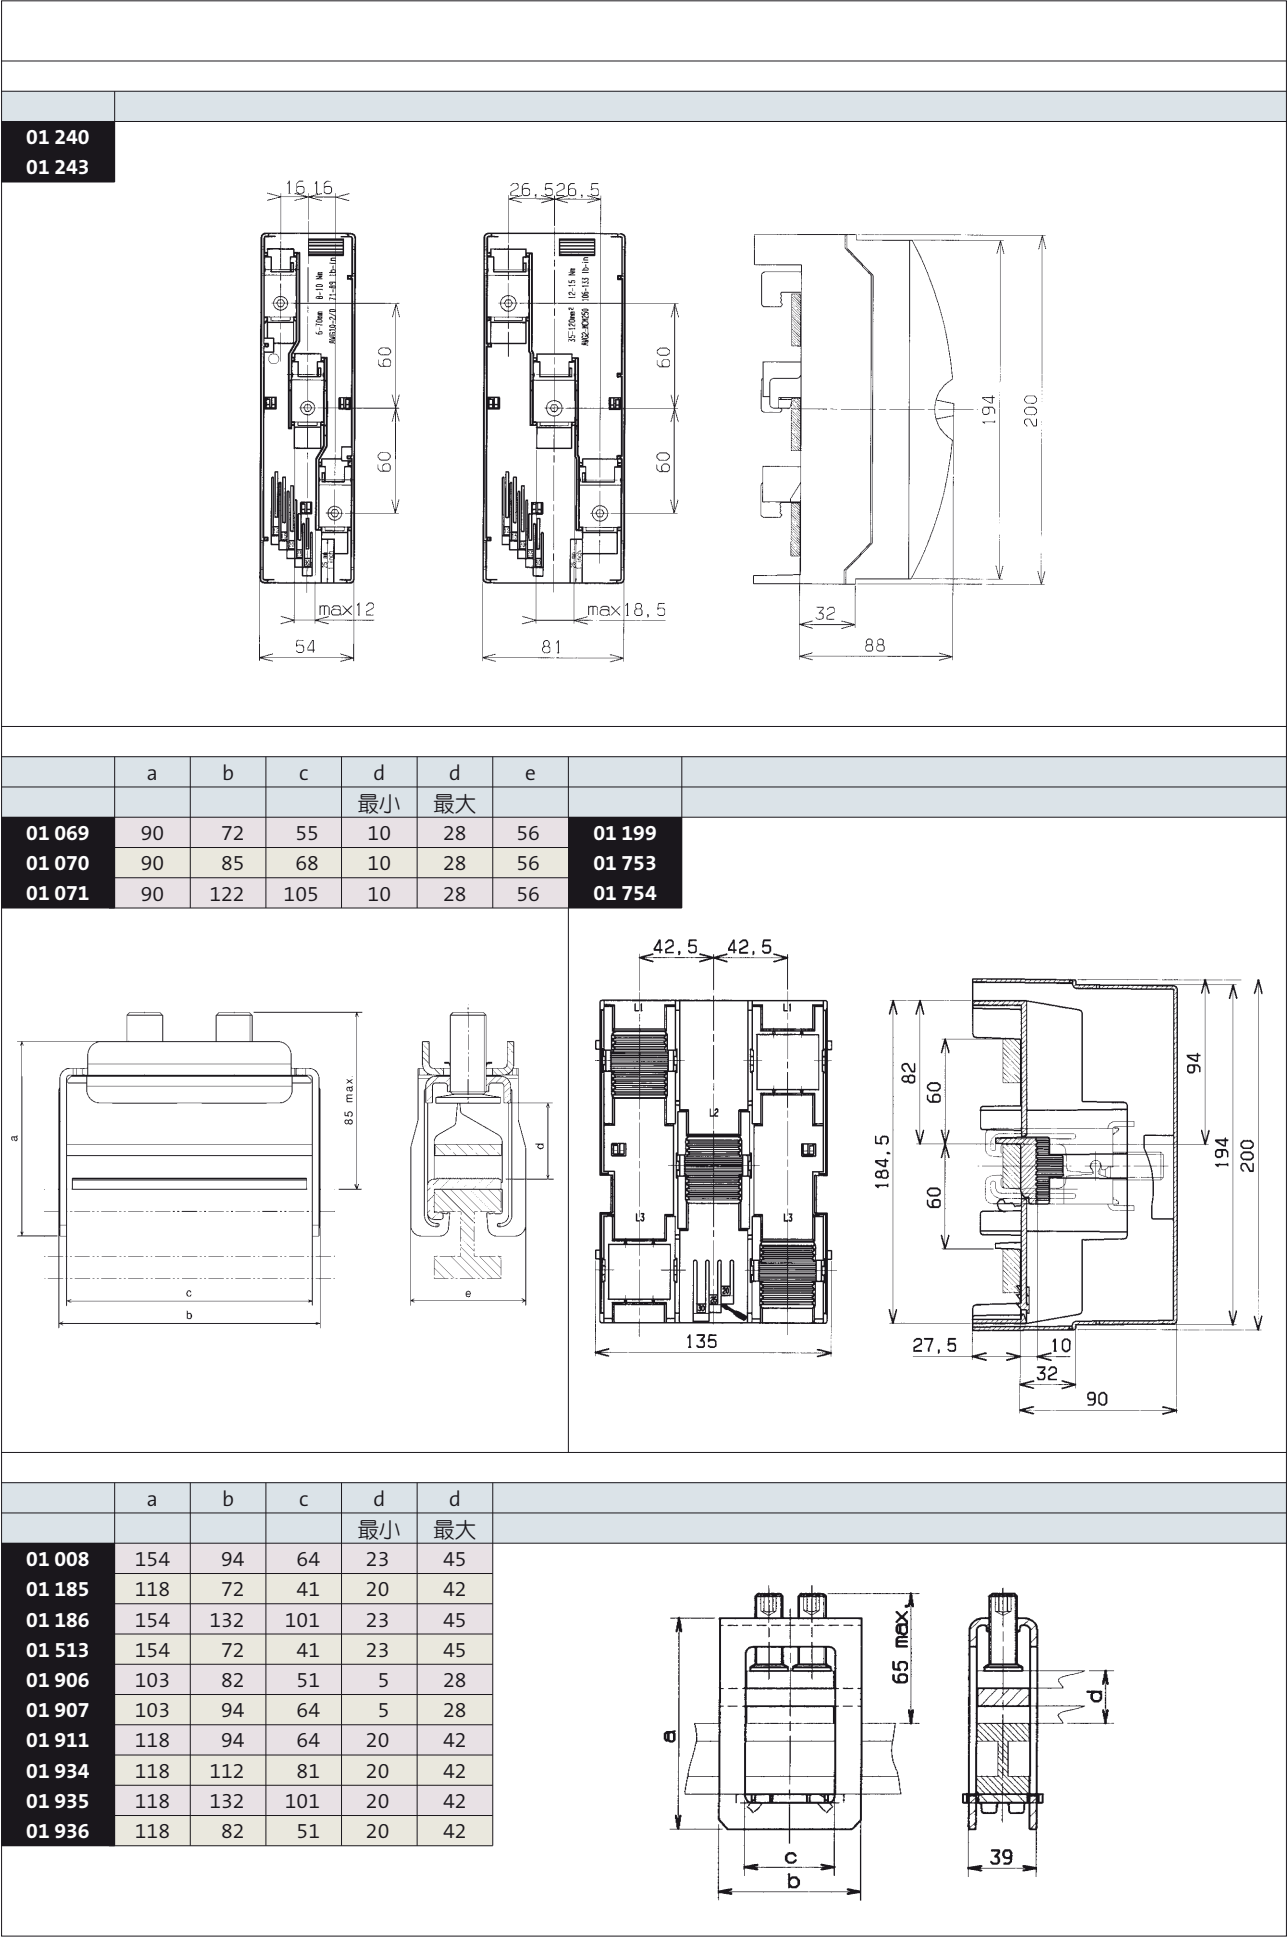 01 240
01 243
16 16
26,5 26,5
6-70mm 8-10 Nm
AWG10-2/0 71-89 lb-in
35-120mm² 12-15 Nm
AWG2-MCM250 106-133 lb-in
60
60
60
60
194
200
max12
max18,5
32
54
81
88
a b c d d e
最小 最大
01 069 90 72 55 10 28 56 01 199
01 070 90 85 68 10 28 56 01 753
01 071 90 122 105 10 28 56 01 754
42,5 42,5
L1 L1
L2
L3 L3
a
85 max.
d
c
b
e
135
184,5
82
60
60
94
194
200
27,5
10
32
90
a b c d d
最小 最大
01 008 154 94 64 23 45
01 185 118 72 41 20 42
01 186 154 132 101 23 45
01 513 154 72 41 23 45
01 906 103 82 51 5 28
01 907 103 94 64 5 28
01 911 118 94 64 20 42
01 934 118 112 81 20 42
01 935 118 132 101 20 42
01 936 118 82 51 20 42
65 max.
a
d
c
b
39